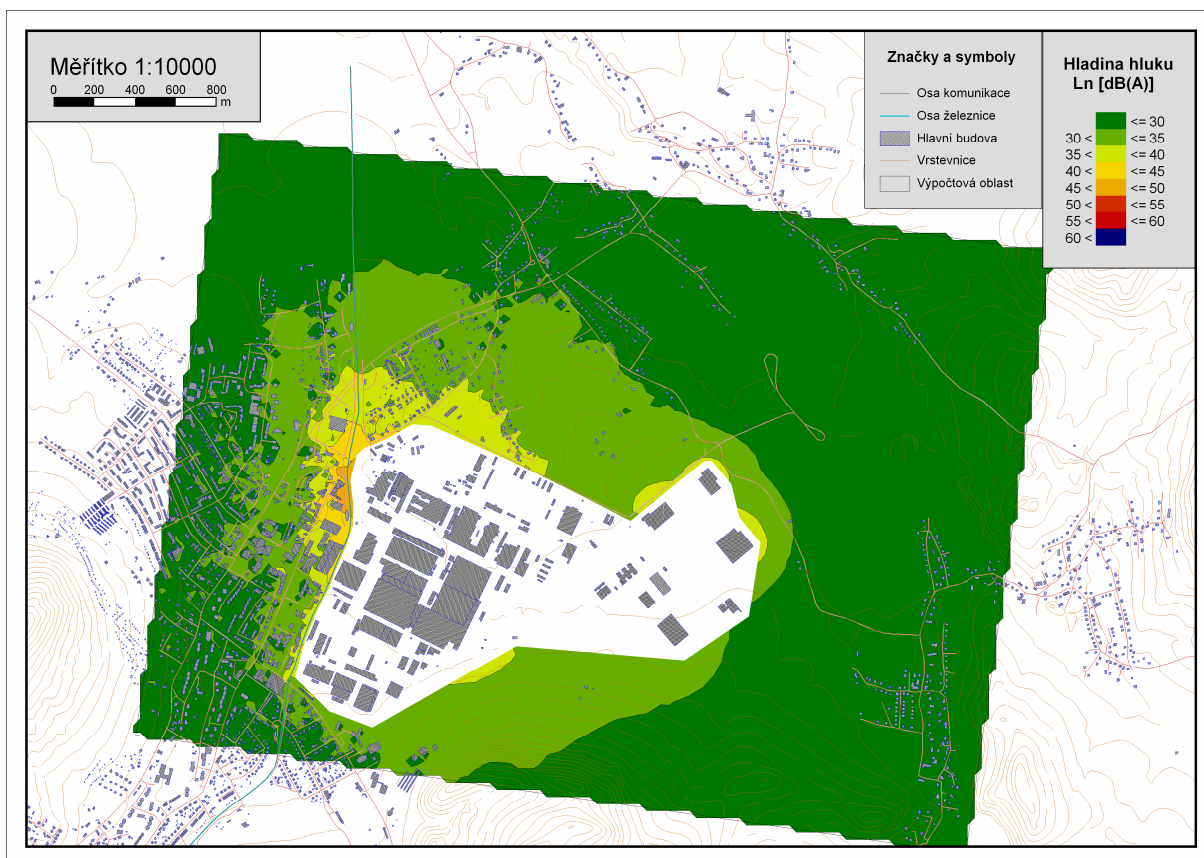 Měřítko 1:10000
0 200 400 600 800
m
Značky a symboly
Osa komunikace
Osa železnice
Hlavní budova
Vrstevnice
Výpočtová oblast
Hladina hluku
Ln [dB(A)]
<= 30
30 < <= 35
35 < <= 40
40 < <= 45
45 < <= 50
50 < <= 55
55 < <= 60
60 <